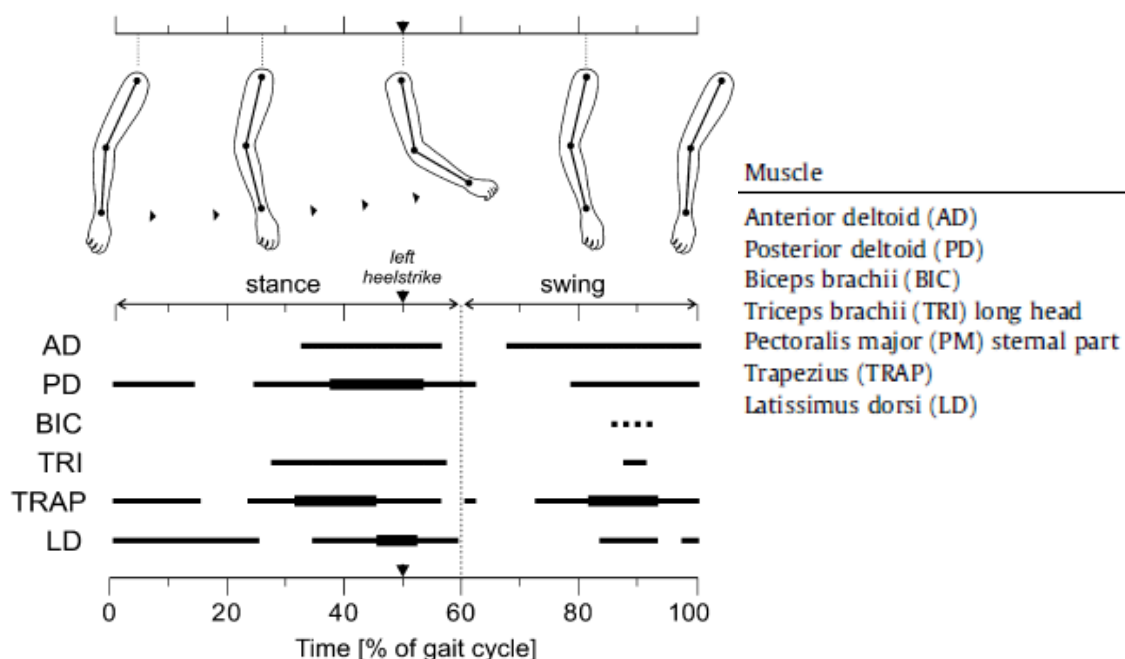 left
heelstrike
stance
swing
AD
PD
BIC
TRI
TRAP
LD
0 20 40 60 80 100
Time [% of gait cycle]
Muscle
Anterior deltoid (AD)
Posterior deltoid (PD)
Biceps brachii (BIC)
Triceps brachii (TRI) long head
Pectoralis major (PM) sternal part
Trapezius (TRAP)
Latissimus dorsi (LD)